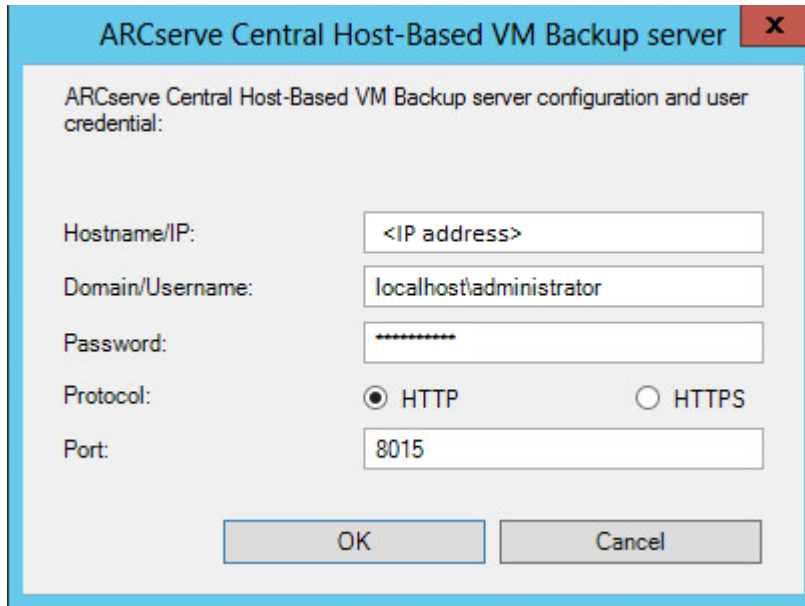 ARCserve Central Host-Based VM Backup server x
ARCserve Central Host-Based VM Backup server configuration and user
credential:
Hostname/IP: <IP address>
Domain/Username: localhost\administrator
Password: **********
Protocol: HTTP HTTPS
Port: 8015
OK Cancel